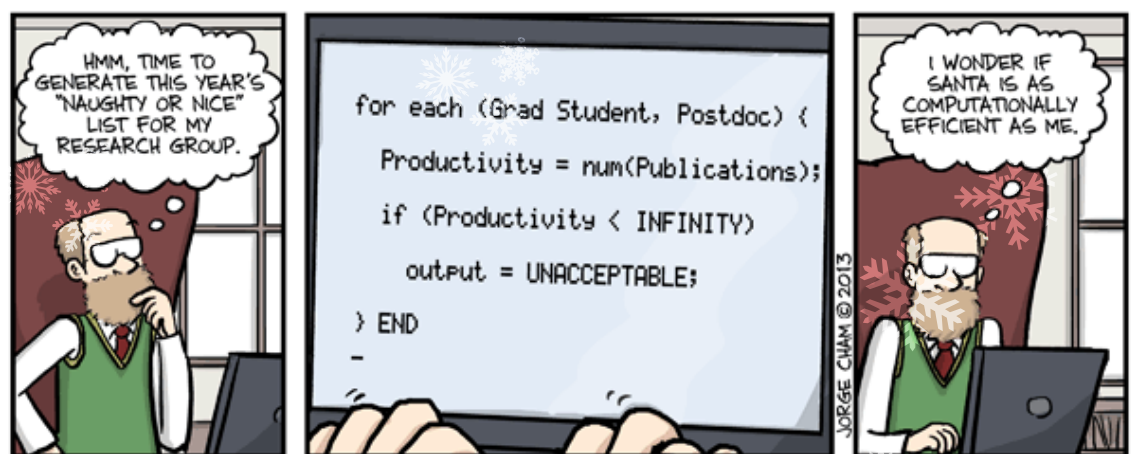 HMM, TIME TO
GENERATE THIS YEAR'S
"NAUGHTY OR NICE"
LIST FOR MY
RESEARCH GROUP.
for each (Grad Student, Postdoc) {
Productivity = num(Publications);
if (Productivity < INFINITY)
output = UNACCEPTABLE;
} END
-
I WONDER IF
SANTA IS AS
COMPUTATIONALLY
EFFICIENT AS ME.
JORGE CHAM © 2013